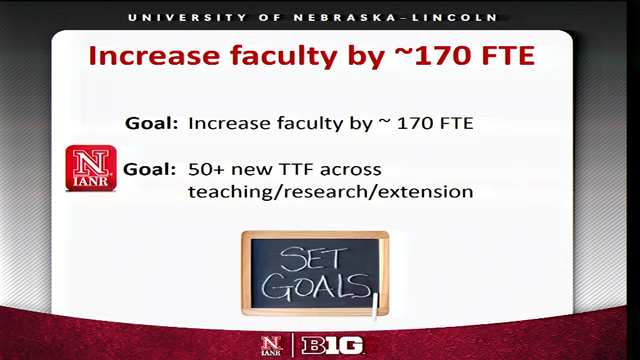 UNIVERSITY OF NEBRASKA–LINCOLN
Increase faculty by ~170 FTE
Goal: Increase faculty by ~ 170 FTE
N
IANR
Goal: 50+ new TTF across
teaching/research/extension
SET
GOALS
N
IANR
B1G